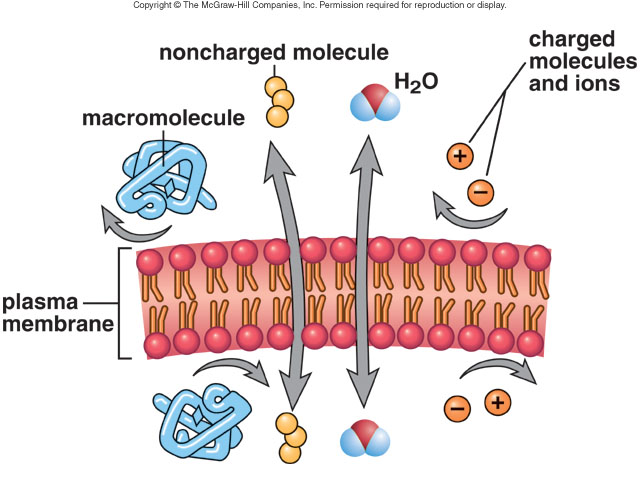 Copyright © The McGraw-Hill Companies, Inc. Permission required for reproduction or display.
noncharged molecule
charged
molecules
and ions
H₂O
macromolecule
+
−
plasma
membrane
−
+